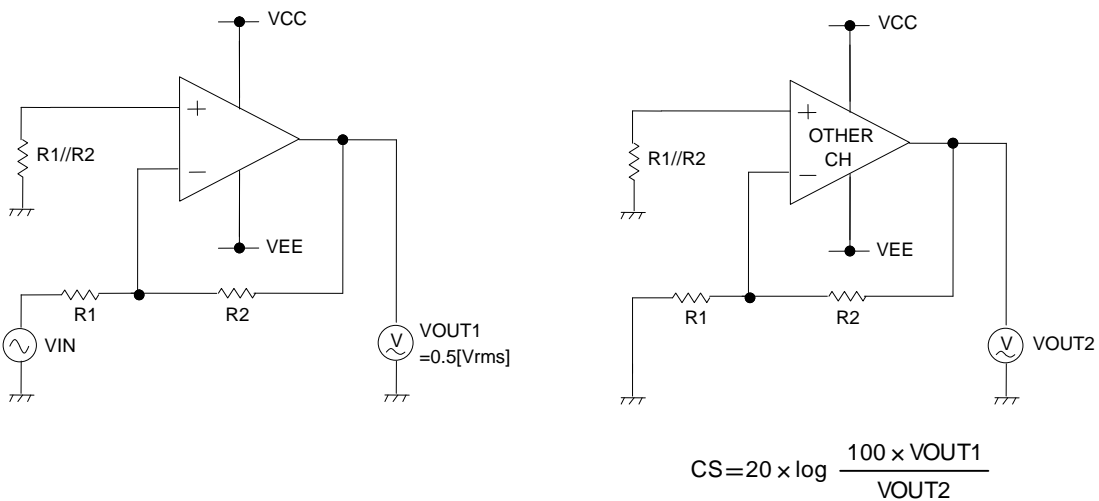 VCC
+
R1//R2
−
VEE
R1
R2
VIN
V
VOUT1
=0.5[Vrms]
VCC
+
OTHER
CH
R1//R2
−
VEE
R1
R2
V
VOUT2
CS=20 × log 100 × VOUT1
VOUT2